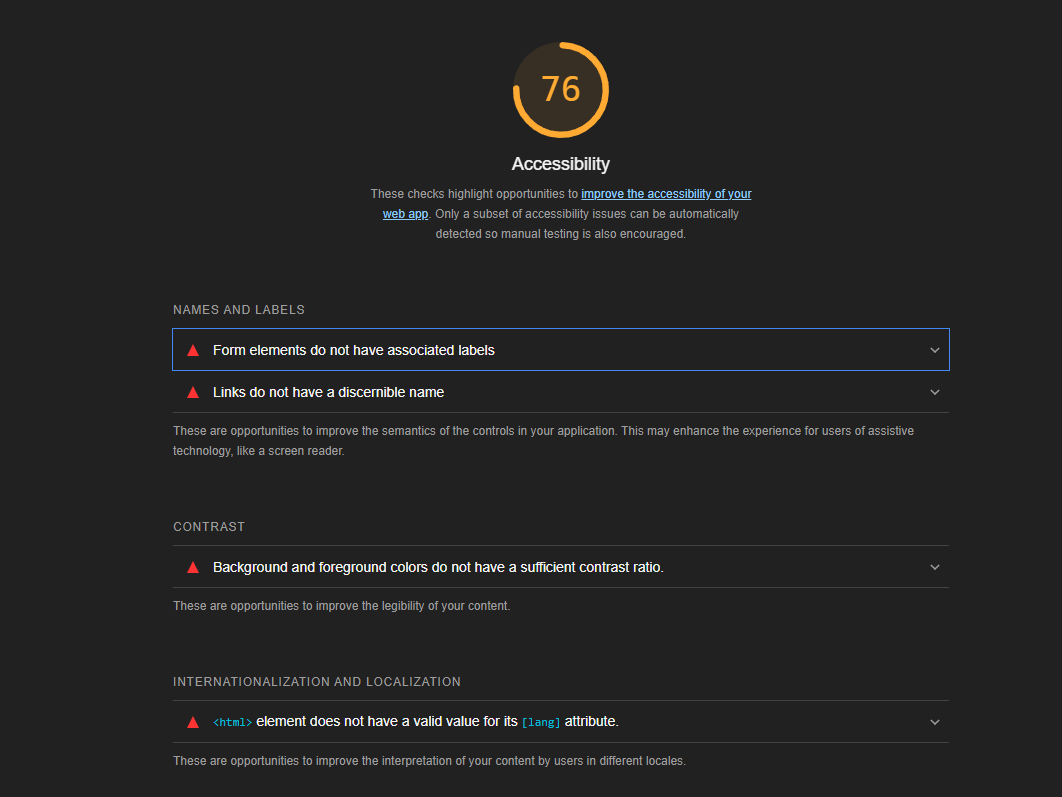 76
Accessibility
These checks highlight opportunities to improve the accessibility of your
web app. Only a subset of accessibility issues can be automatically
detected so manual testing is also encouraged.
NAMES AND LABELS
Form elements do not have associated labels
Links do not have a discernible name
These are opportunities to improve the semantics of the controls in your application. This may enhance the experience for users of assistive
technology, like a screen reader.
CONTRAST
Background and foreground colors do not have a sufficient contrast ratio.
These are opportunities to improve the legibility of your content.
INTERNATIONALIZATION AND LOCALIZATION
<html> element does not have a valid value for its [lang] attribute.
These are opportunities to improve the interpretation of your content by users in different locales.